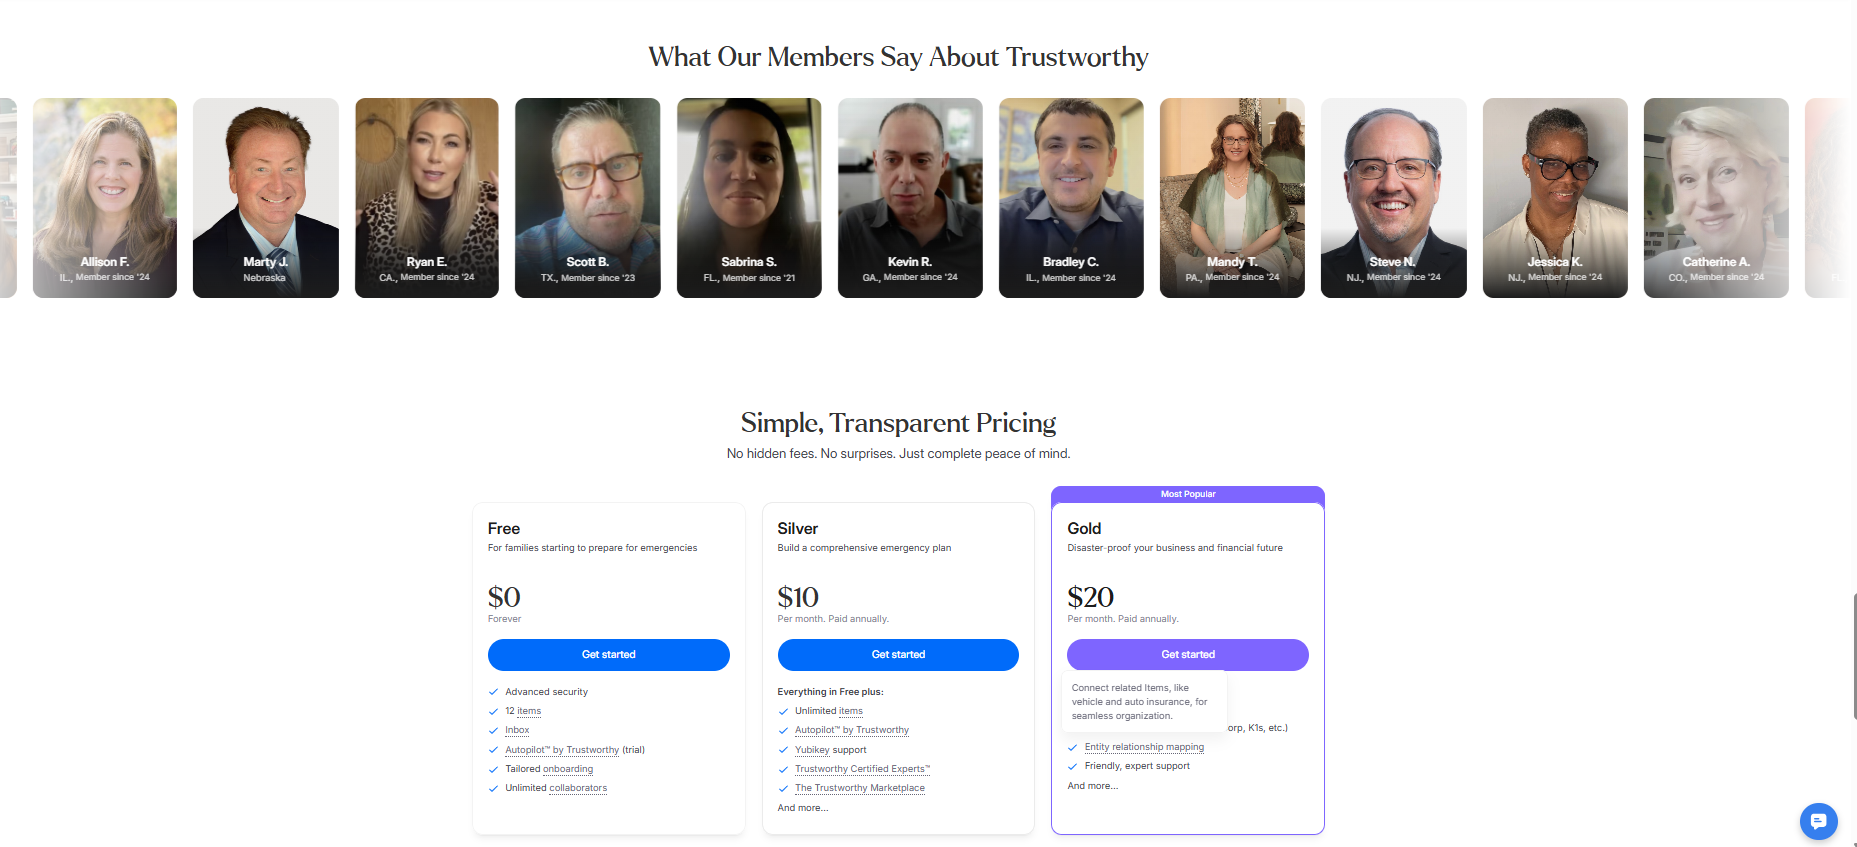 What Our Members Say About Trustworthy
Allison F.
IL., Member since '24
Marty J.
Nebraska
Ryan E.
CA., Member since '24
Scott B.
TX., Member since '23
Sabrina S.
FL., Member since '21
Kevin R.
GA., Member since '24
Bradley C.
IL., Member since '24
Mandy T.
PA., Member since '24
Steve N.
NJ., Member since '24
Jessica K.
NJ., Member since '24
Catherine A.
CO., Member since '24
Simple, Transparent Pricing
No hidden fees. No surprises. Just complete peace of mind.
Free
For families starting to prepare for emergencies
$0
Forever
Get started
Advanced security
12 items
Inbox
Autopilot™ by Trustworthy (trial)
Tailored onboarding
Unlimited collaborators
Silver
Build a comprehensive emergency plan
$10
Per month. Paid annually.
Get started
Everything in Free plus:
Unlimited items
Autopilot™ by Trustworthy
Yubikey support
Trustworthy Certified Experts™
The Trustworthy Marketplace
And more...
Most Popular
Gold
Disaster-proof your business and financial future
$20
Per month. Paid annually.
Get started
Connect related Items, like
vehicle and auto insurance, for
seamless organization.
orp, K1s, etc.)
Entity relationship mapping
Friendly, expert support
And more...